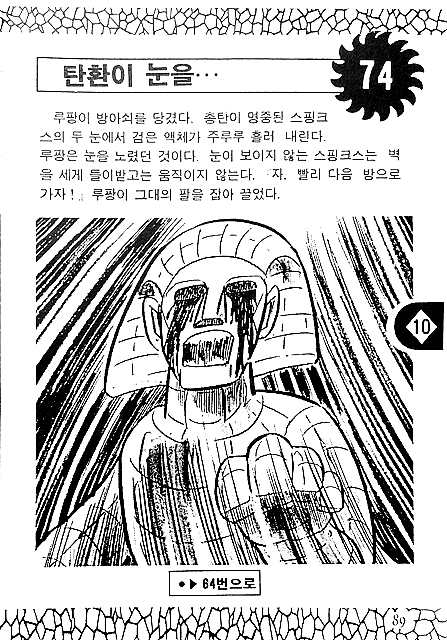 탄환이 눈을…
74
루팡이 방아쇠를 당겼다. 총탄이 명중된 스핑크
스의 두 눈에서 검은 액체가 주루루 흘러 내린다.
루팡은 눈을 노렸던 것이다. 눈이 보이지 않는 스핑크스는 벽
을 세게 들이받고는 움직이지 않는다. 『자, 빨리 다음 방으로
가자!』 루팡이 그대의 팔을 잡아 끌었다.
10
●▶ 64번으로
89